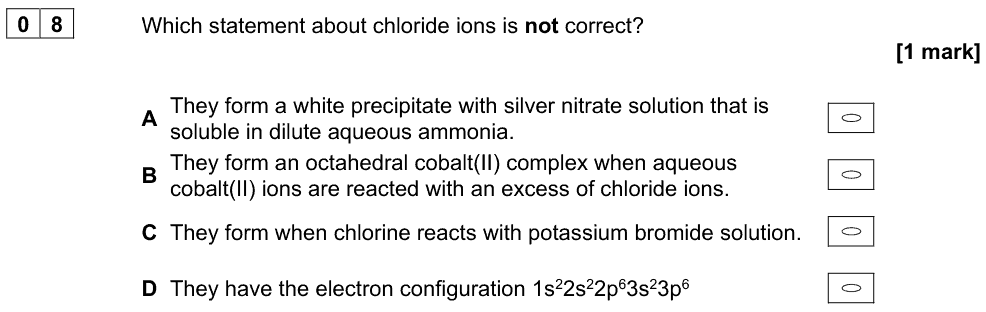 0 8 Which statement about chloride ions is not correct?
[1 mark]
A They form a white precipitate with silver nitrate solution that is
soluble in dilute aqueous ammonia.
B They form an octahedral cobalt(II) complex when aqueous
cobalt(II) ions are reacted with an excess of chloride ions.
C They form when chlorine reacts with potassium bromide solution.
D They have the electron configuration 1s²2s²2p⁶3s²3p⁶